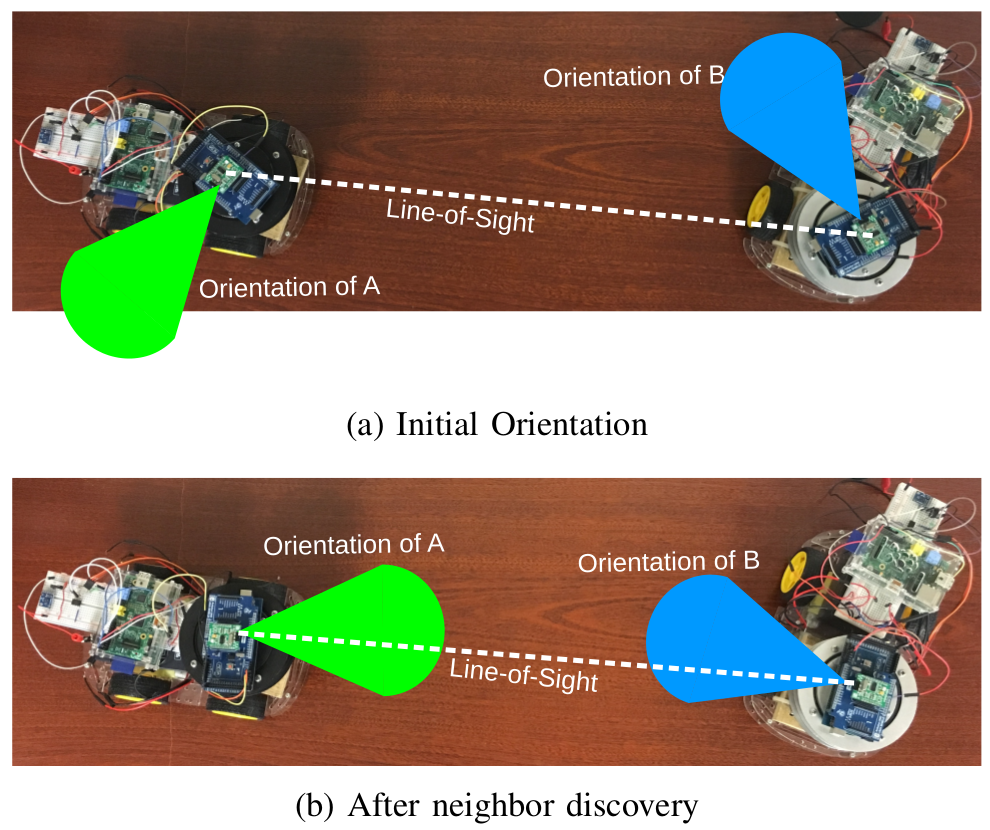 Orientation of B
Line-of-Sight
Orientation of A
(a) Initial Orientation
Orientation of A
Orientation of B
Line-of-Sight
(b) After neighbor discovery